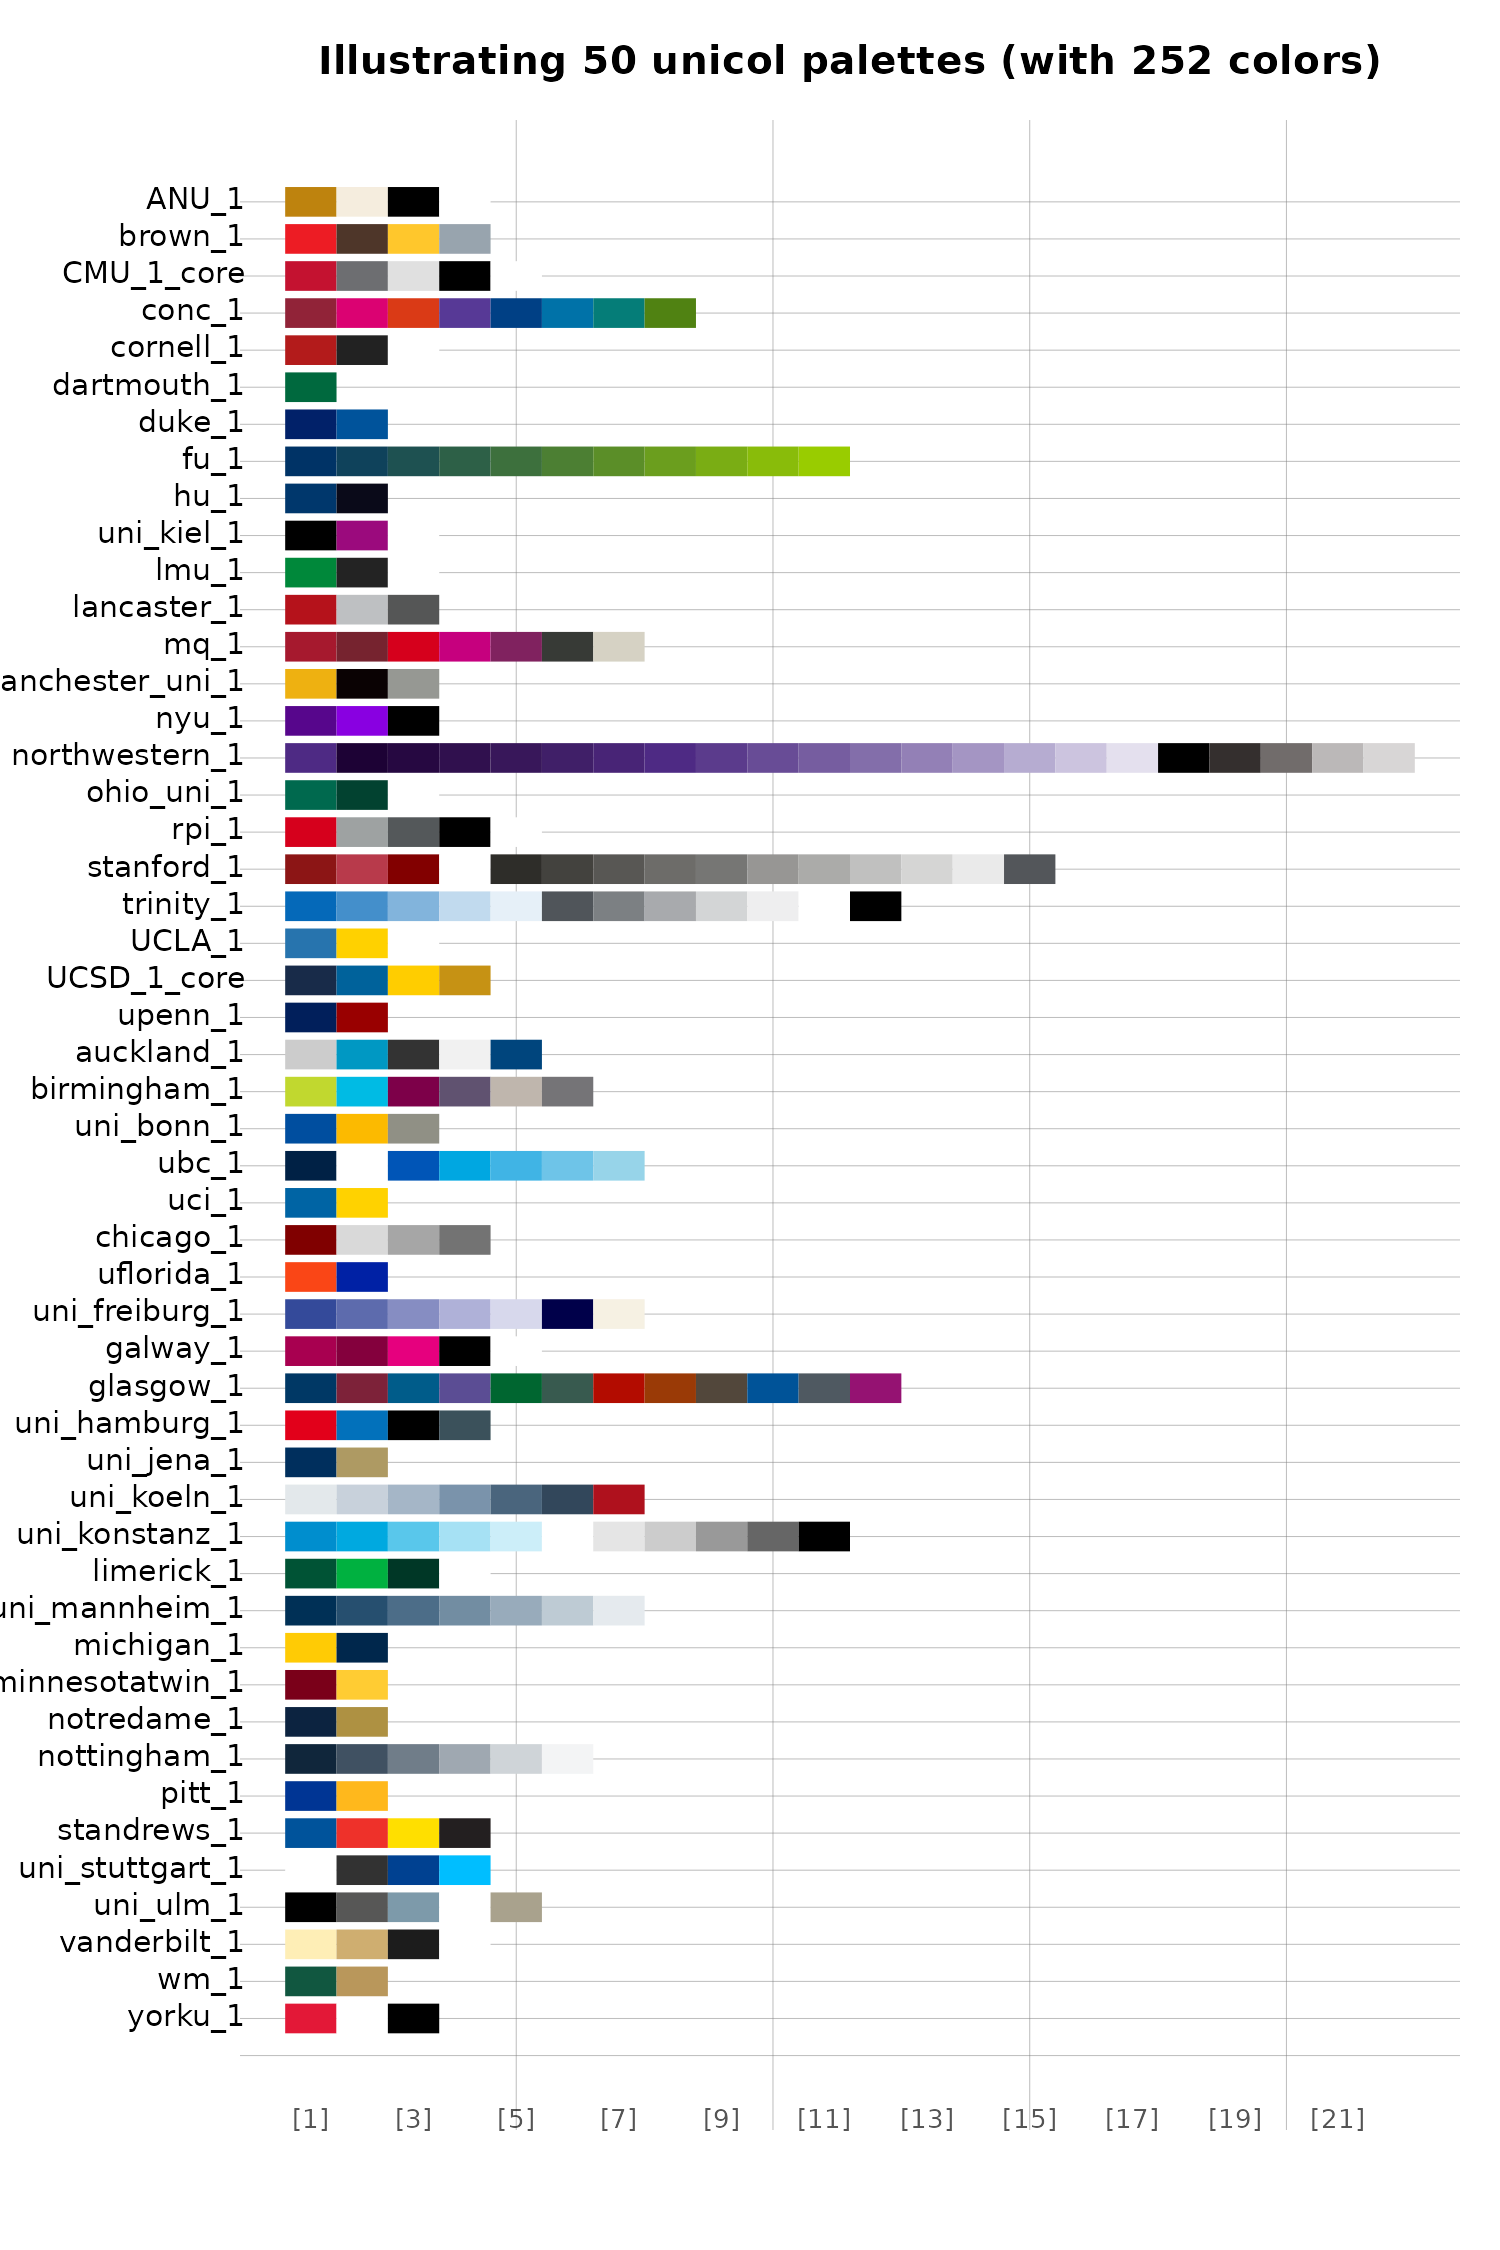 Illustrating 50 unicol palettes (with 252 colors)
ANU_1
brown_1
CMU_1_core
conc_1
cornell_1
dartmouth_1
duke_1
fu_1
hu_1
uni_kiel_1
lmu_1
lancaster_1
mq_1
anchester_uni_1
nyu_1
northwestern_1
ohio_uni_1
rpi_1
stanford_1
trinity_1
UCLA_1
UCSD_1_core
upenn_1
auckland_1
birmingham_1
uni_bonn_1
ubc_1
uci_1
chicago_1
uflorida_1
uni_freiburg_1
galway_1
glasgow_1
uni_hamburg_1
uni_jena_1
uni_koeln_1
uni_konstanz_1
limerick_1
uni_mannheim_1
michigan_1
minnesotatwin_1
notredame_1
nottingham_1
pitt_1
standrews_1
uni_stuttgart_1
uni_ulm_1
vanderbilt_1
wm_1
yorku_1
[1] [3] [5] [7] [9] [11] [13] [15] [17] [19] [21]